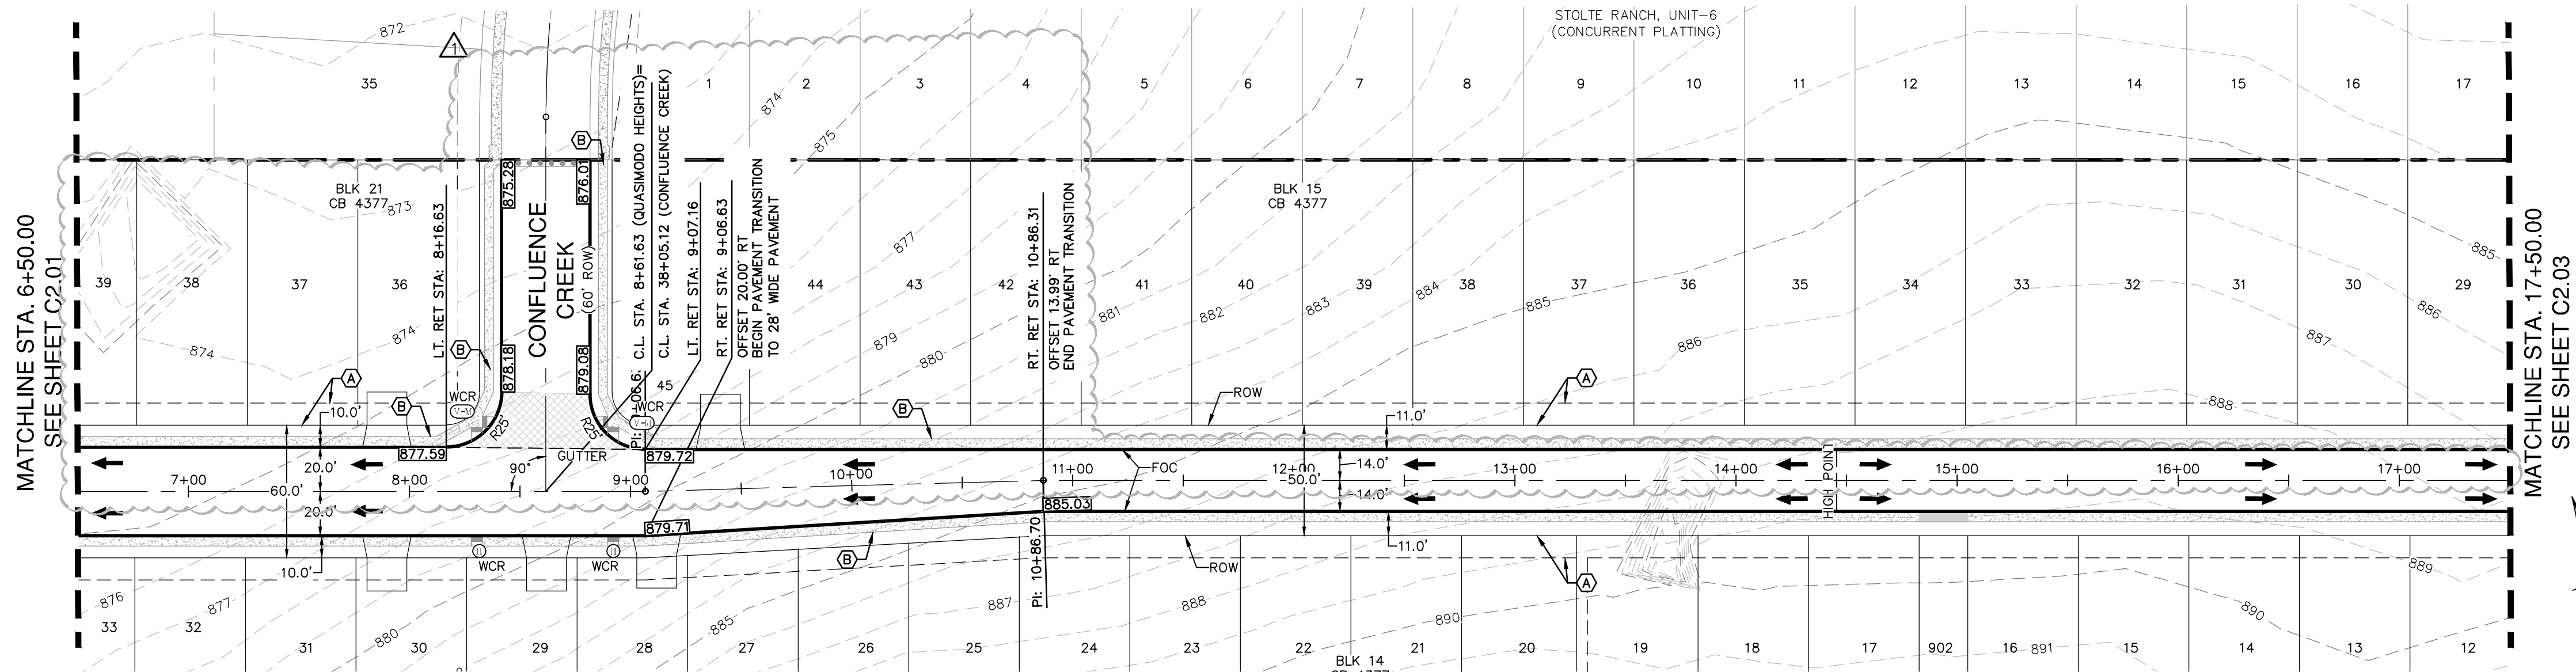 STOLTE RANCH, UNIT-6
(CONCURRENT PLATTING)
872
1
35
1
2
3
4
5
6
7
8
9
10
11
12
13
14
15
16
17
874
875
B
MATCHLINE STA. 6+50.00
SEE SHEET C2.01
BLK 21
CB 4377
873
BLK 15
CB 4377
875.28
876.01
CONFLUENCE
CREEK
(60' ROW)
LT. RET STA: 8+16.63
C.L. STA. 8+61.63 (QUASIMODO HEIGHTS)=
C.L. STA. 38+05.12 (CONFLUENCE CREEK)
LT. RET STA: 9+07.16
RT. RET STA: 9+06.63
OFFSET 20.00' RT
BEGIN PAVEMENT TRANSITION
TO 28' WIDE PAVEMENT
RT. RET STA: 10+86.31
OFFSET 13.99' RT
END PAVEMENT TRANSITION
877
885
39
38
37
36
44
43
42
41
40
39
38
37
36
35
34
33
32
31
30
29
874
874
879
880
881
882
883
884
885
886
886
887
888
878.18
879.08
B
A
45
WCR
WCR
B
B
A
ROW
10.0'
R25'
R25'
11.0'
877.59
GUTTER
879.72
90°
20.0'
FOC
14.0'
7+00
8+00
9+00
10+00
11+00
12+00
13+00
14+00
15+00
16+00
17+00
60.0'
50.0'
14.0'
20.0'
HIGH POINT
885.03
879.71
PI: 10+86.70
11.0'
10.0'
WCR
WCR
B
ROW
A
MATCHLINE STA. 17+50.00
SEE SHEET C2.03
876
877
880
885
887
888
890
891
890
889
33
32
31
30
29
28
27
26
25
24
23
22
21
20
19
18
17
902
16
15
14
13
12
BLK 14